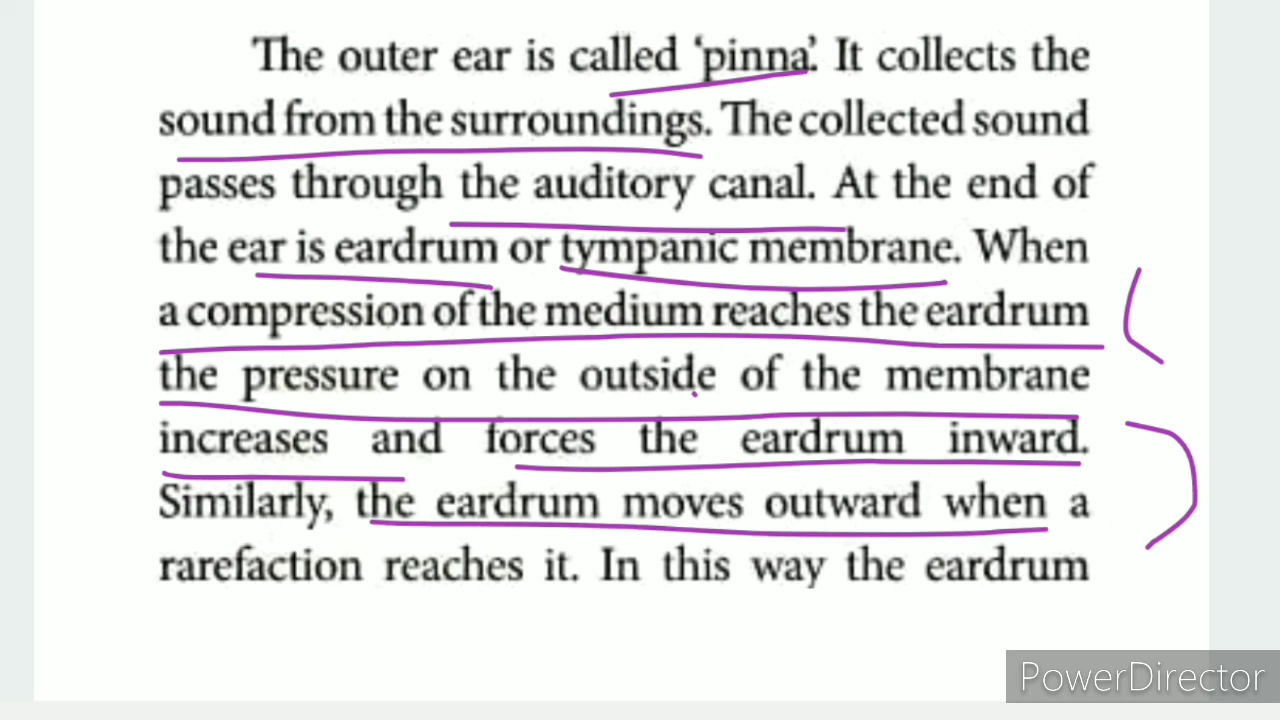 The outer ear is called ‘pinna’. It collects the
sound from the surroundings. The collected sound
passes through the auditory canal. At the end of
the ear is eardrum or tympanic membrane. When
a compression of the medium reaches the eardrum
the pressure on the outside of the membrane
increases and forces the eardrum inward.
Similarly, the eardrum moves outward when a
rarefaction reaches it. In this way the eardrum
PowerDirector